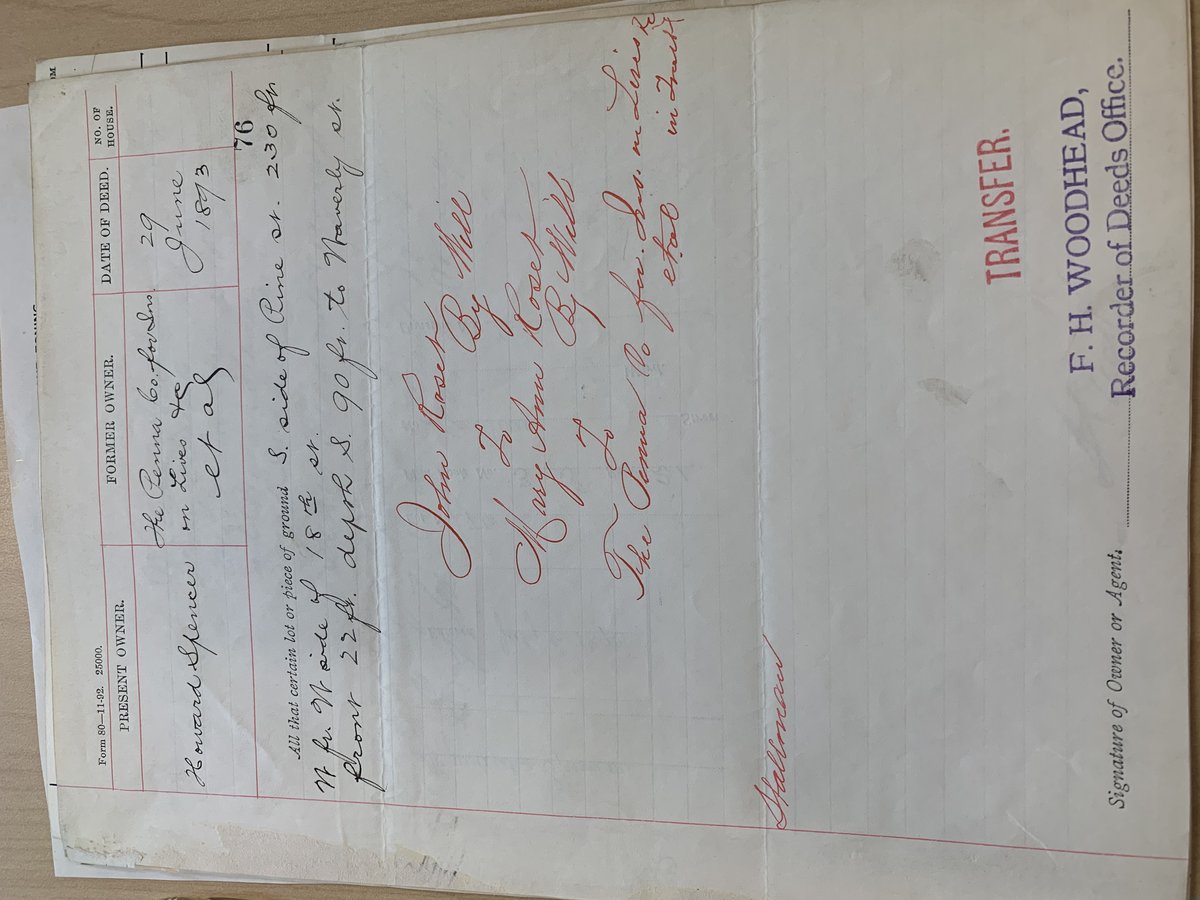 Form 80—11-92. 25000.
PRESENT OWNER. FORMER OWNER. DATE OF DEED. NO. OF HOUSE.
Howard Spencer
the Penna Co. for Ins.
on Lives &c
et al
29
June
1893
76
All that certain lot or piece of ground S. side of Pine st. 230 ft
W fr. W side of 18th st.
front 22 ft. depth S. 90 ft. to Waverly st.
John Roset
By Will
To
Mary Ann Roset
By Will
To
The Penna Co for Ins. on Lives &c
et al in Trust
TRANSFER.
F. H. WOODHEAD,
Signature of Owner or Agent. Recorder of Deeds Office.